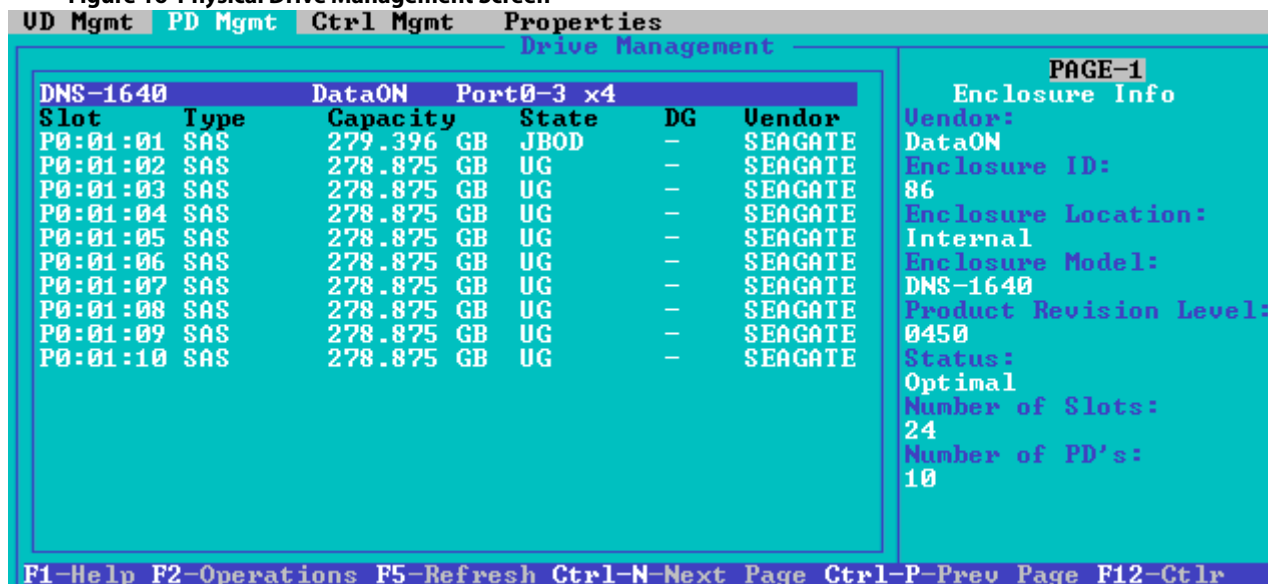 Figure 16 Physical Drive Management Screen
VD Mgmt PD Mgmt Ctrl Mgmt Properties
Drive Management
DNS-1640 DataON Port0-3 x4
Slot Type Capacity State DG Vendor
P0:01:01 SAS 279.396 GB JBOD - SEAGATE
P0:01:02 SAS 278.875 GB UG - SEAGATE
P0:01:03 SAS 278.875 GB UG - SEAGATE
P0:01:04 SAS 278.875 GB UG - SEAGATE
P0:01:05 SAS 278.875 GB UG - SEAGATE
P0:01:06 SAS 278.875 GB UG - SEAGATE
P0:01:07 SAS 278.875 GB UG - SEAGATE
P0:01:08 SAS 278.875 GB UG - SEAGATE
P0:01:09 SAS 278.875 GB UG - SEAGATE
P0:01:10 SAS 278.875 GB UG - SEAGATE
PAGE-1
Enclosure Info
Vendor:
DataON
Enclosure ID:
86
Enclosure Location:
Internal
Enclosure Model:
DNS-1640
Product Revision Level:
0450
Status:
Optimal
Number of Slots:
24
Number of PD's:
10
F1-Help F2-Operations F5-Refresh Ctrl-N-Next Page Ctrl-P-Prev Page F12-Ctlr